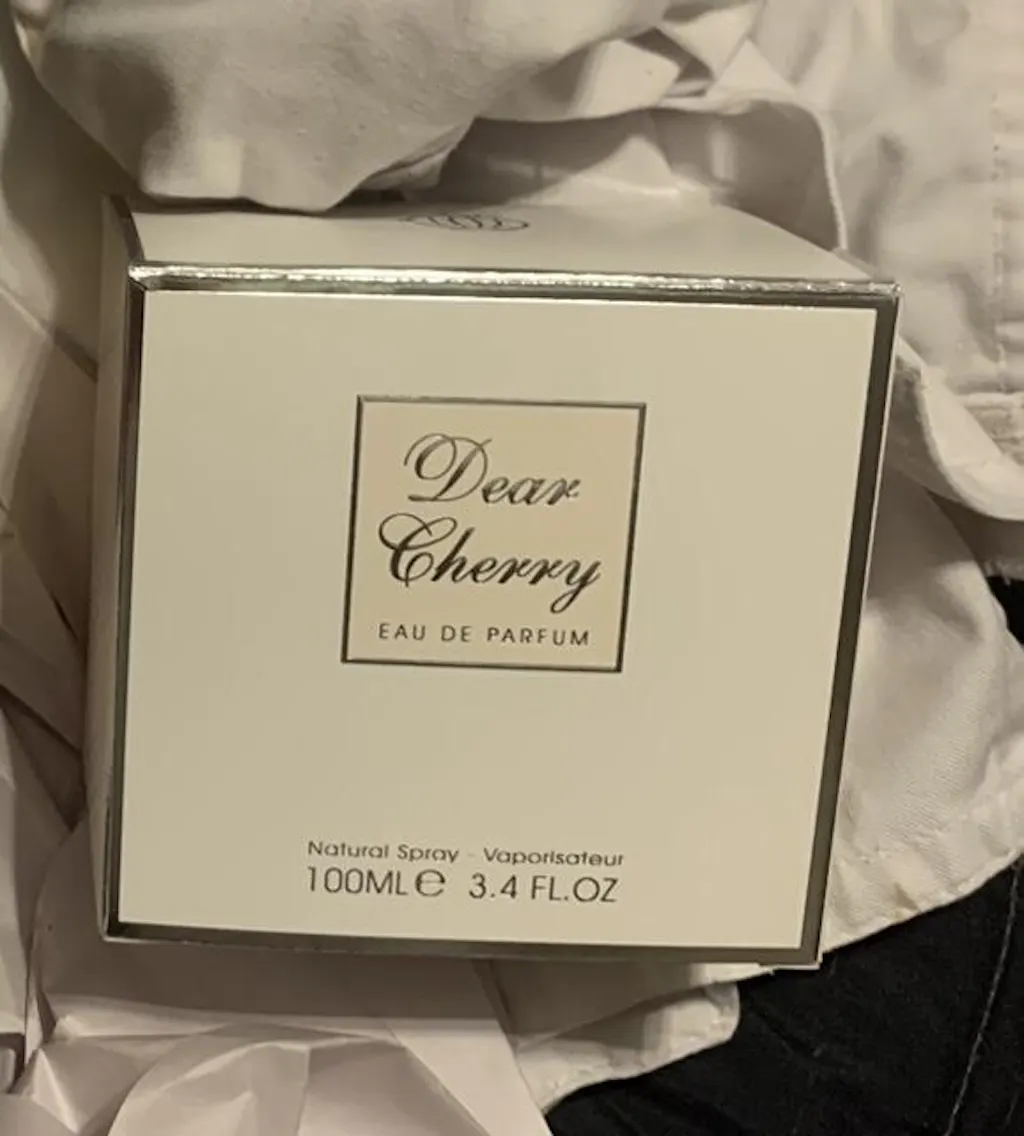 Dear
Cherry
EAU DE PARFUM
Natural Spray - Vaporisateur
100ML℮ 3.4 FL.OZ